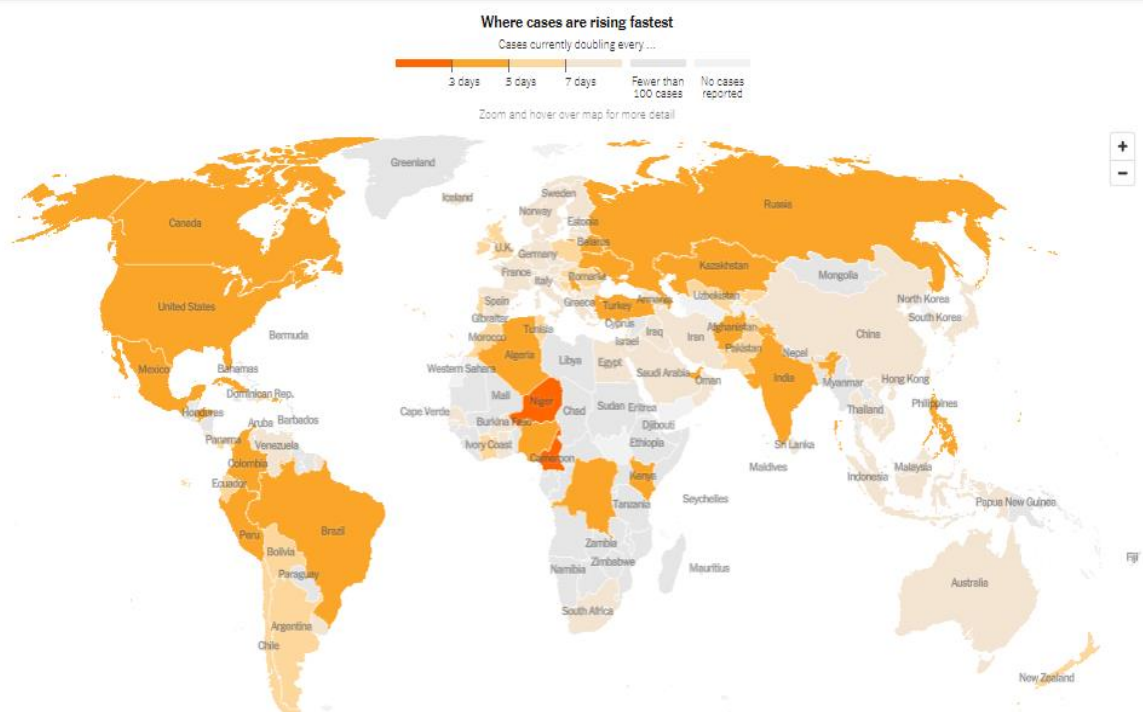 Where cases are rising fastest
Cases currently doubling every ...
3 days 5 days 7 days Fewer than 100 cases No cases reported
Zoom and hover over map for more detail
+
−
Greenland
Iceland
Sweden
Norway
Estonia
Russia
Canada
U.K.
Belarus
Germany
Kazakhstan
France
Romania
Mongolia
Italy
Uzbekistan
North Korea
United States
Spain
Greece
Turkey
Armenia
Gibraltar
South Korea
Cyprus
Afghanistan
Bermuda
Tunisia
Iraq
Iran
China
Morocco
Israel
Pakistan
Algeria
Nepal
Libya
Egypt
Mexico
Bahamas
Western Sahara
Saudi Arabia
Oman
India
Myanmar
Hong Kong
Dominican Rep.
Mali
Niger
Chad
Sudan
Eritrea
Philippines
Honduras
Cape Verde
Thailand
Aruba
Barbados
Burkina Faso
Djibouti
Panama
Venezuela
Ivory Coast
Ethiopia
Sri Lanka
Colombia
Cameroon
Maldives
Malaysia
Ecuador
Kenya
Indonesia
Seychelles
Tanzania
Papua New Guinea
Brazil
Peru
Zambia
Bolivia
Fiji
Zimbabwe
Paraguay
Namibia
Mauritius
Australia
South Africa
Argentina
Chile
New Zealand